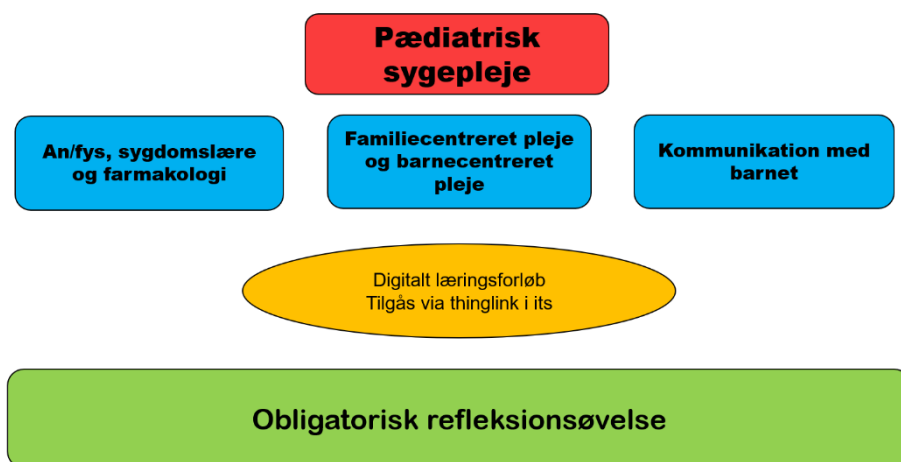 Pædiatrisk
sygepleje
An/fys, sygdomslære
og farmakologi
Familiecentreret pleje
og barnecentreret
pleje
Kommunikation med
barnet
Digitalt læringsforløb
Tilgås via thinglink i its
Obligatorisk refleksionsøvelse